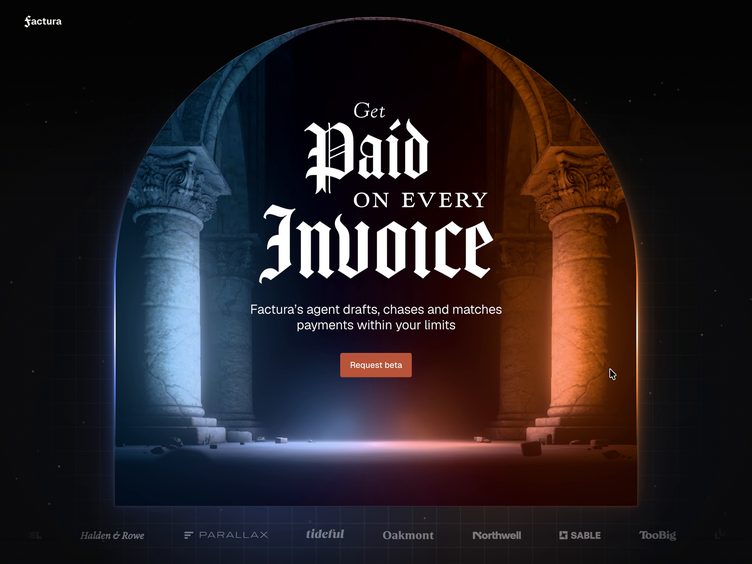 factura
Get
Paid
ON EVERY
Invoice
Factura's agent drafts, chases and matches
payments within your limits
Request beta
Halden & Rowe
PARALLAX
tideful
Oakmont
Northwell
SABLE
TooBig